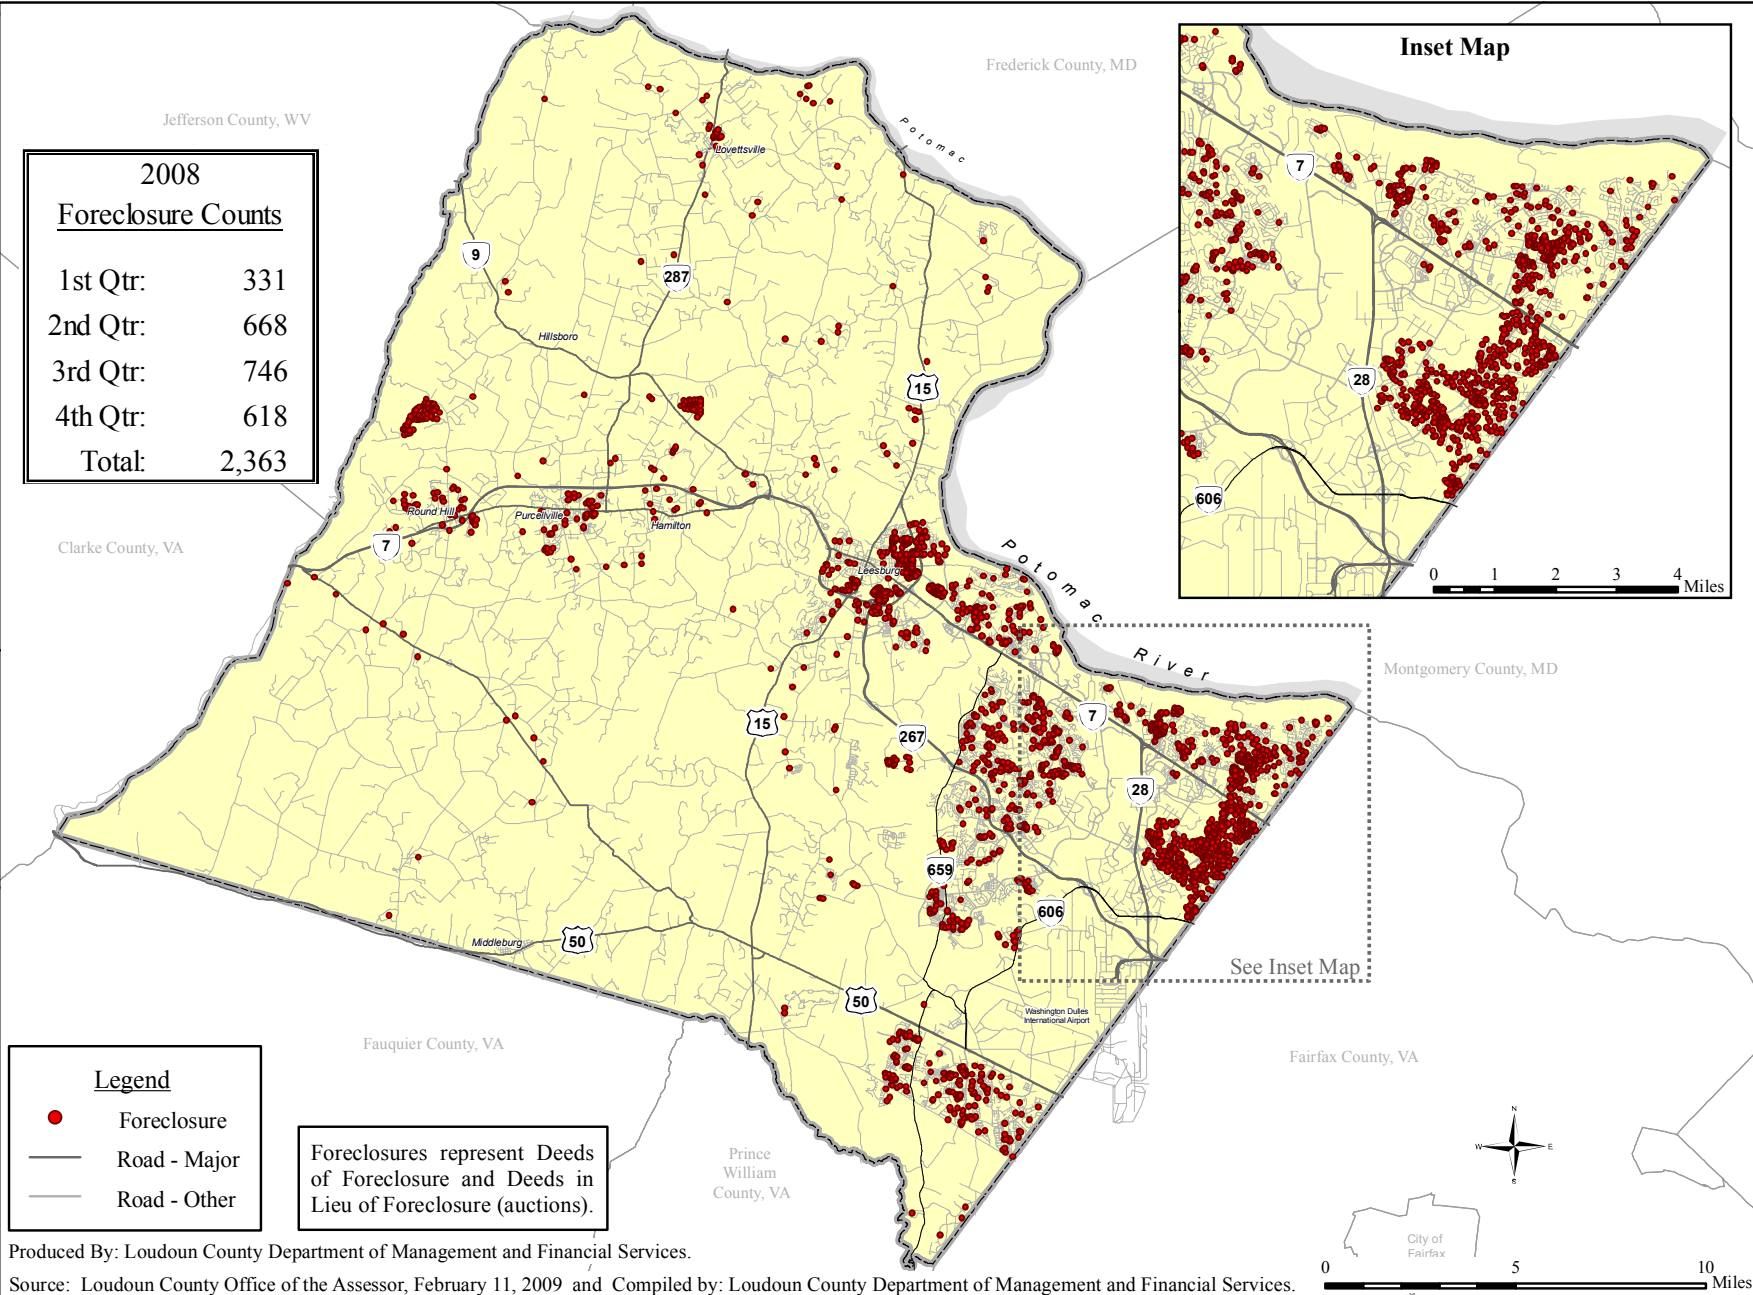 Inset Map
Frederick County, MD
Jefferson County, WV
Potomac
2008
Foreclosure Counts
1st Qtr: 331
2nd Qtr: 668
3rd Qtr: 746
4th Qtr: 618
Total: 2,363
Lovettsville
9
287
Hillsboro
15
7
28
606
0 1 2 3 4 Miles
Round Hill
Purcellville
Hamilton
7
Clarke County, VA
Leesburg
Potomac
River
Montgomery County, MD
15
267
7
28
659
606
Middleburg
50
See Inset Map
50
Washington Dulles
International Airport
Fauquier County, VA
Fairfax County, VA
Legend
Foreclosure
Road - Major
Road - Other
Foreclosures represent Deeds
of Foreclosure and Deeds in
Lieu of Foreclosure (auctions).
Prince
William
County, VA
N
W E
S
City of
Fairfax
Produced By: Loudoun County Department of Management and Financial Services.
0 5 10 Miles
Source: Loudoun County Office of the Assessor, February 11, 2009 and Compiled by: Loudoun County Department of Management and Financial Services.